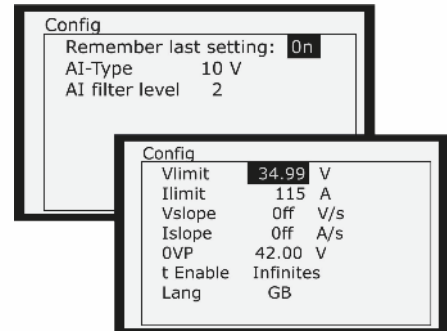 Config
Remember last setting: On
AI-Type 10 V
AI filter level 2
Config
Vlimit 34.99 V
Ilimit 115 A
Vslope Off V/s
Islope Off A/s
OVP 42.00 V
t Enable Infinites
Lang GB